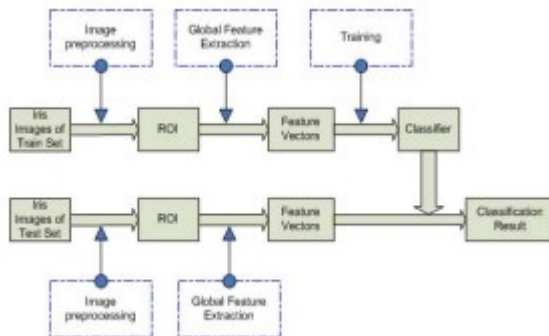 Image
preprocessing
Global Feature
Extraction
Training
Iris
Images of
Train Set
ROI
Feature
Vectors
Classifier
Iris
Images of
Test Set
ROI
Feature
Vectors
Classification
Result
Image
preprocessing
Global Feature
Extraction